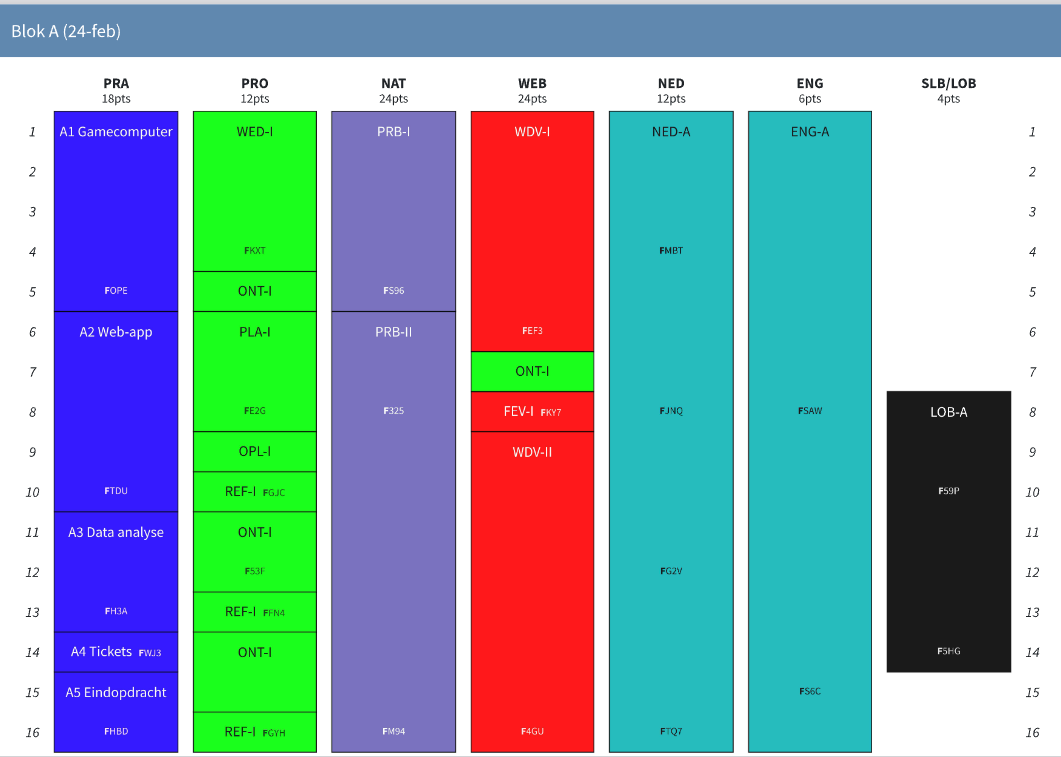 Blok A (24-feb)
PRA PRO NAT WEB NED ENG SLB/LOB
18pts 12pts 24pts 24pts 12pts 6pts 4pts
1 A1 Gamecomputer WED-I PRB-I WDV-I NED-A ENG-A 1
2 2
3 3
4 FKXT FMBT 4
5 FOPE ONT-I FS96 5
6 A2 Web-app PLA-I PRB-II FEF3 6
7 ONT-I 7
8 FE2G F325 FEV-I FKY7 FJNQ FSAW LOB-A 8
9 OPL-I WDV-II 9
10 FTDU REF-I FGJC F59P 10
11 A3 Data analyse ONT-I 11
12 F53F FG2V 12
13 FH3A REF-I FFN4 13
14 A4 Tickets FWJ3 ONT-I F5HG 14
15 A5 Eindopdracht FS6C 15
16 FHBD REF-I FGYH FM94 F4GU FTQ7 16